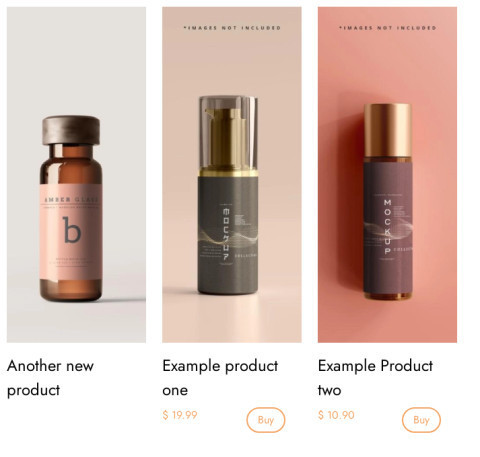 *IMAGES NOT INCLUDED
*IMAGES NOT INCLUDED
AMBER GLASS
b
MOCKUP
MOCKUP
Another new
product
Example product
one
$ 19.99
Buy
Example Product
two
$ 10.90
Buy